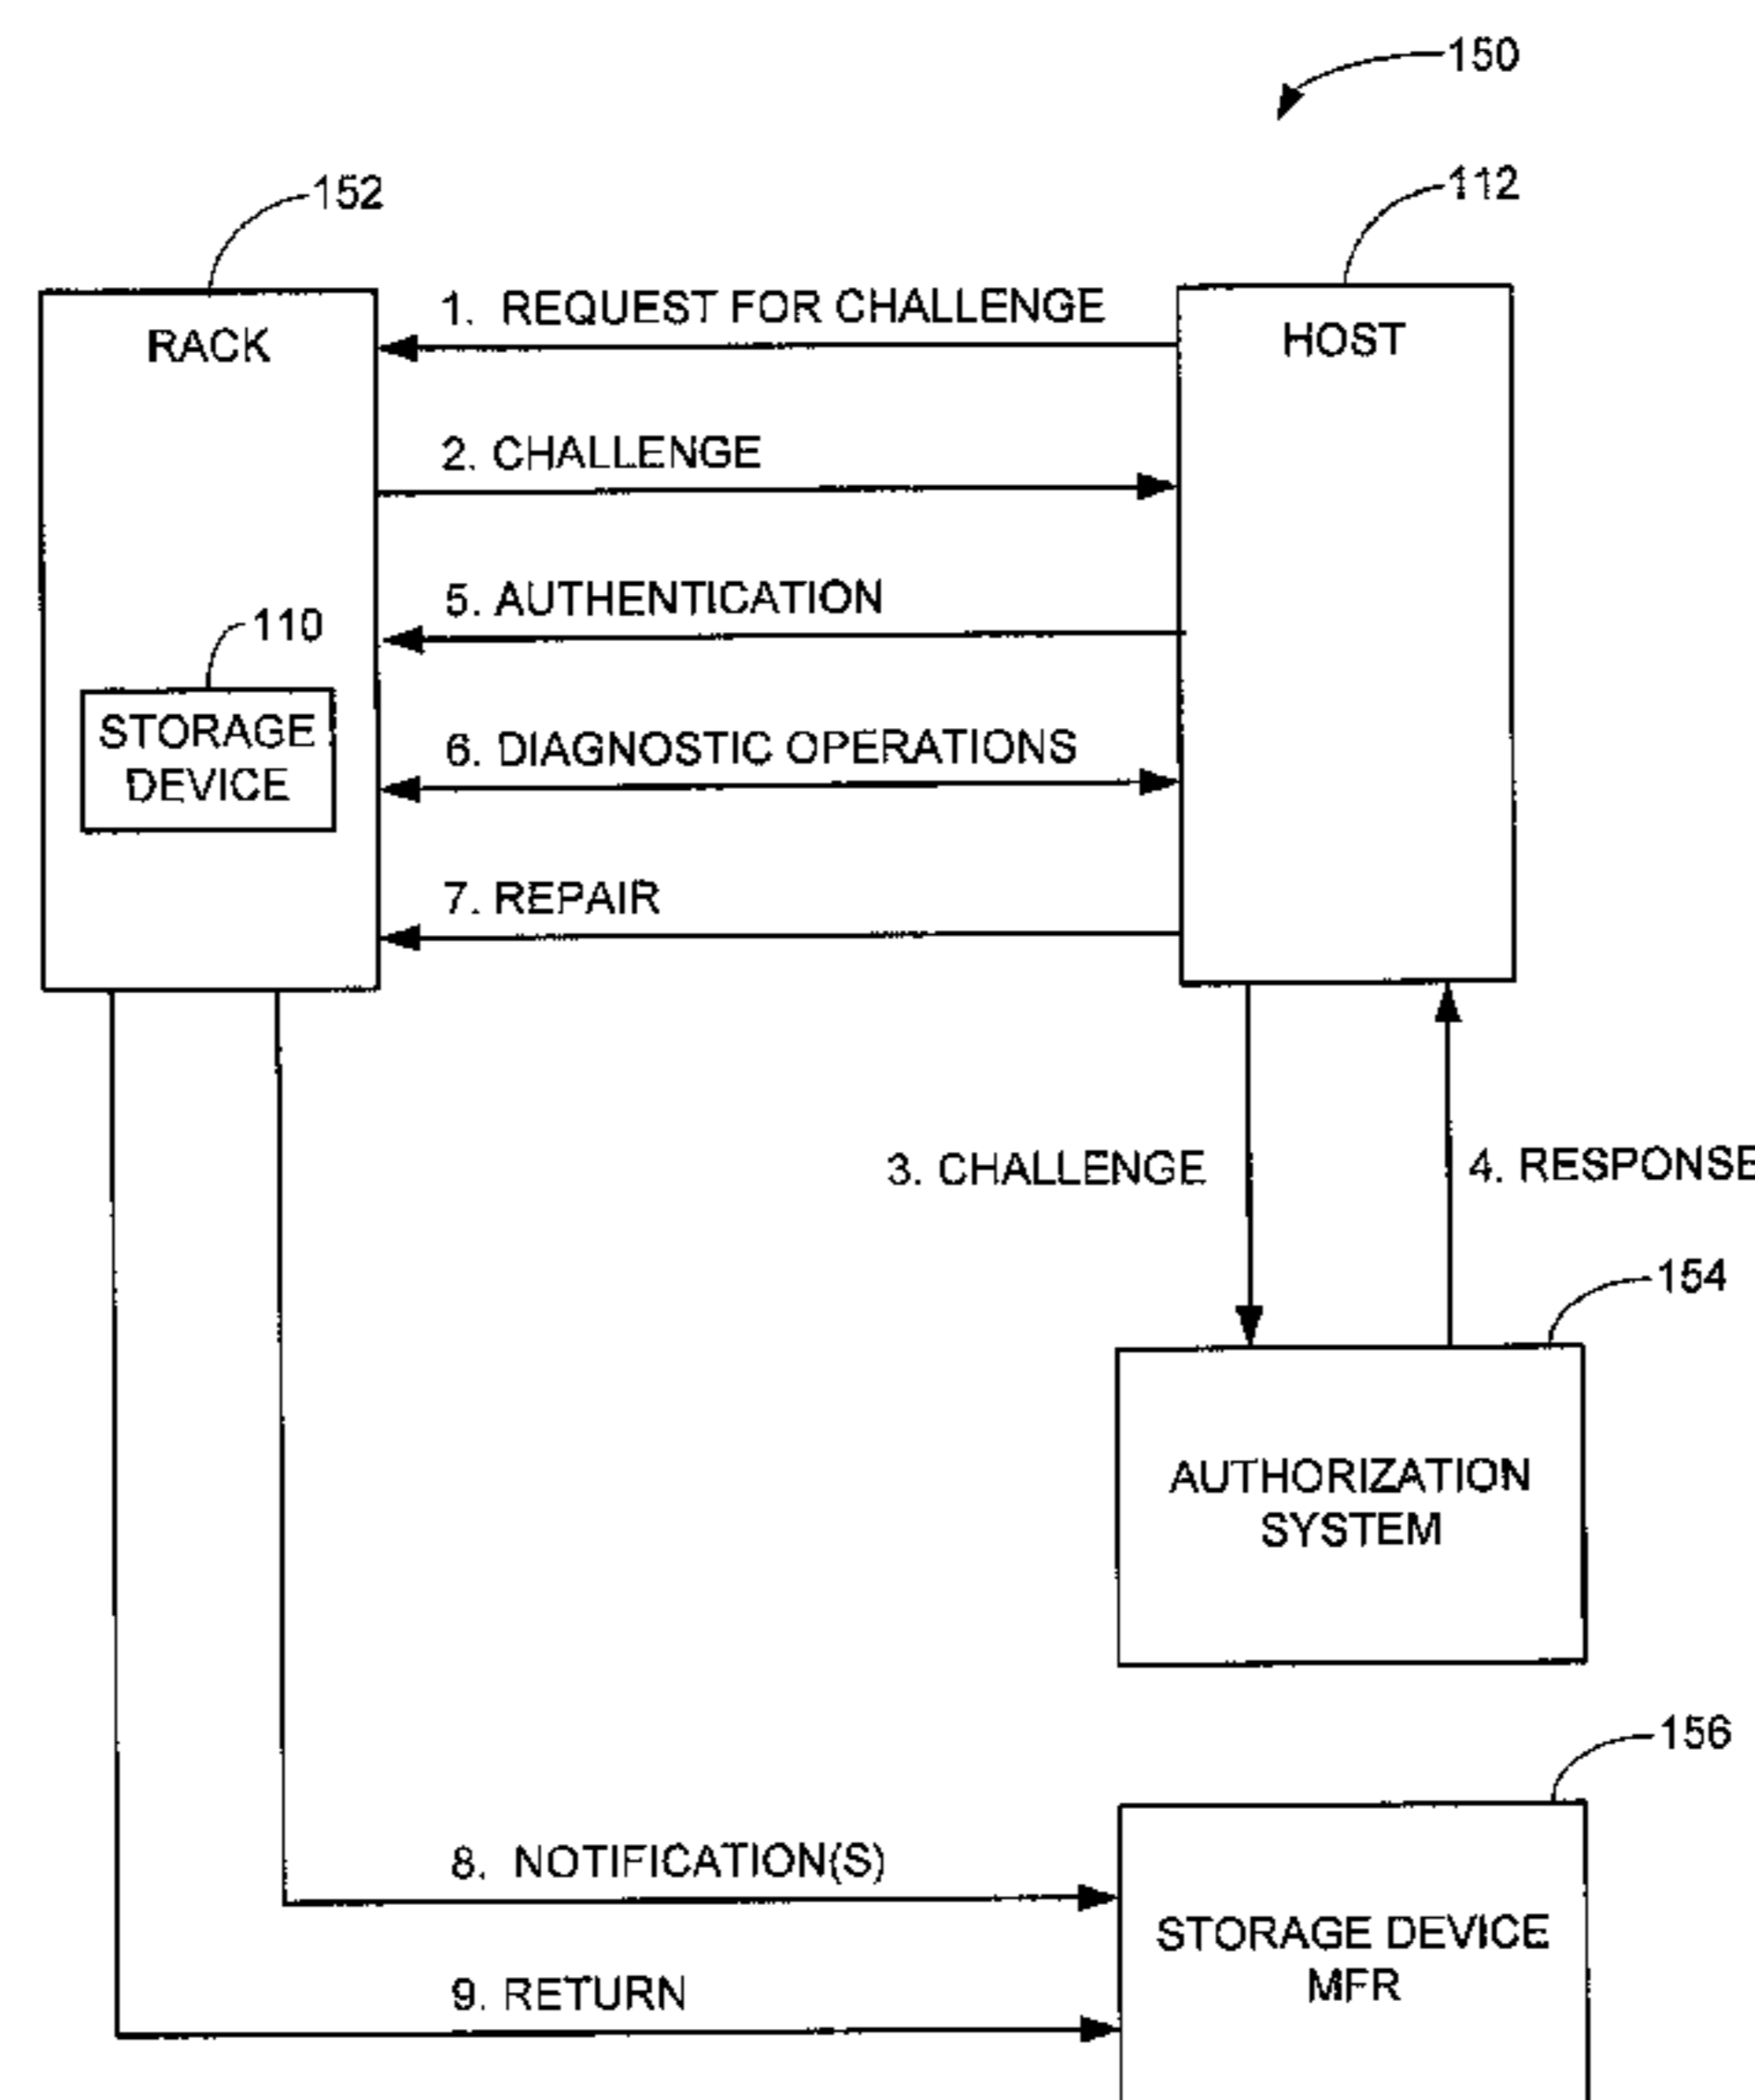 150
152
112
RACK
1. REQUEST FOR CHALLENGE
HOST
2. CHALLENGE
5. AUTHENTICATION
110
STORAGE
DEVICE
6. DIAGNOSTIC OPERATIONS
7. REPAIR
3. CHALLENGE
4. RESPONSE
154
AUTHORIZATION
SYSTEM
156
8. NOTIFICATION(S)
STORAGE DEVICE
MFR
9. RETURN